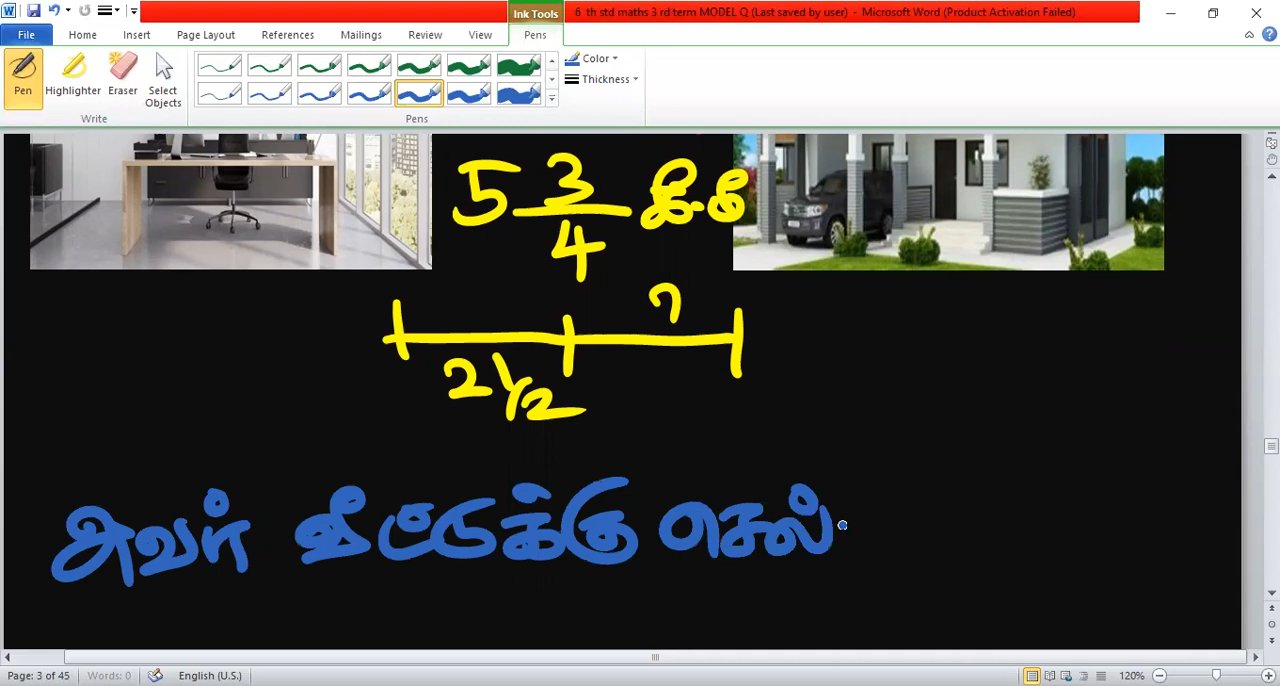 6 th std maths 3 rd term MODEL Q (Last saved by user) - Microsoft Word (Product Activation Failed)
Ink Tools
File Home Insert Page Layout References Mailings Review View Pens
Pen Highlighter Eraser Select Objects
Color
Thickness
Write Pens
5 3/4 கி.கீ
?
2 1/2
அவர் வீட்டுக்கு செல்
Page: 3 of 45 Words: 0 English (U.S.) 120%